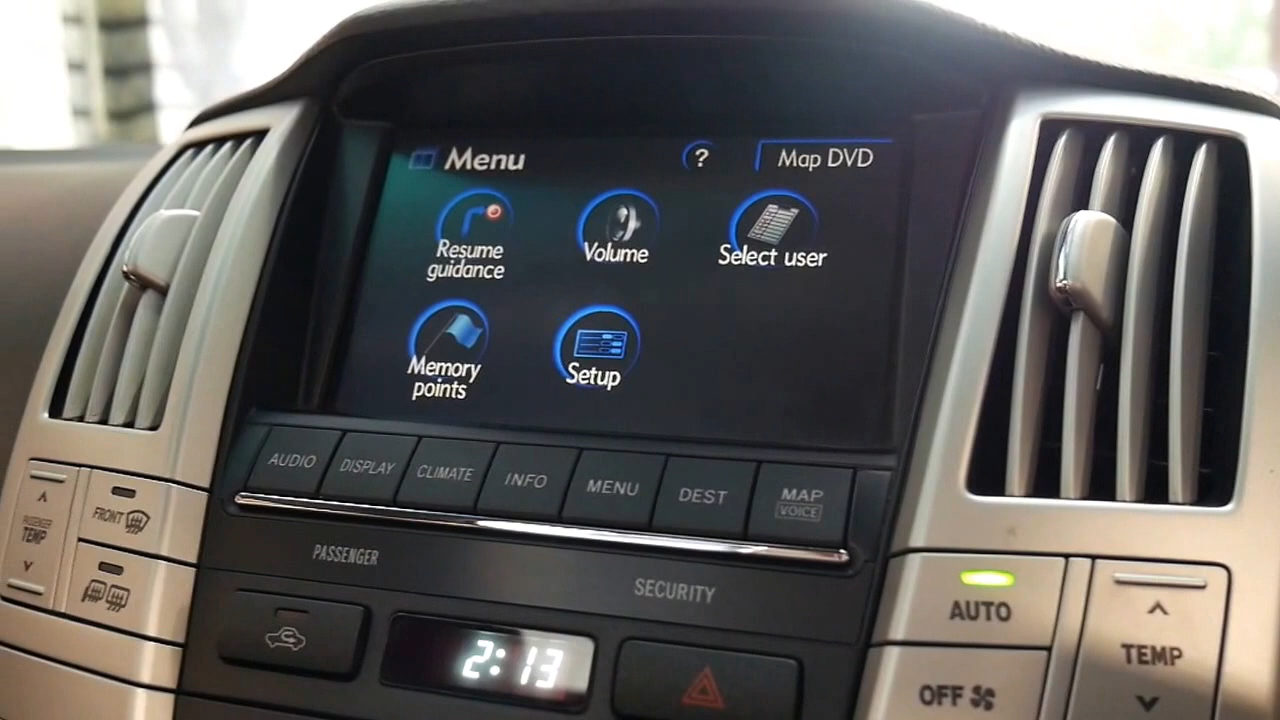 Menu
?
Map DVD
Resume
guidance
Volume
Select user
Memory
points
Setup
AUDIO
DISPLAY
CLIMATE
INFO
MENU
DEST
MAP
VOICE
PASSENGER
TEMP
FRONT
PASSENGER
SECURITY
2:13
AUTO
TEMP
OFF